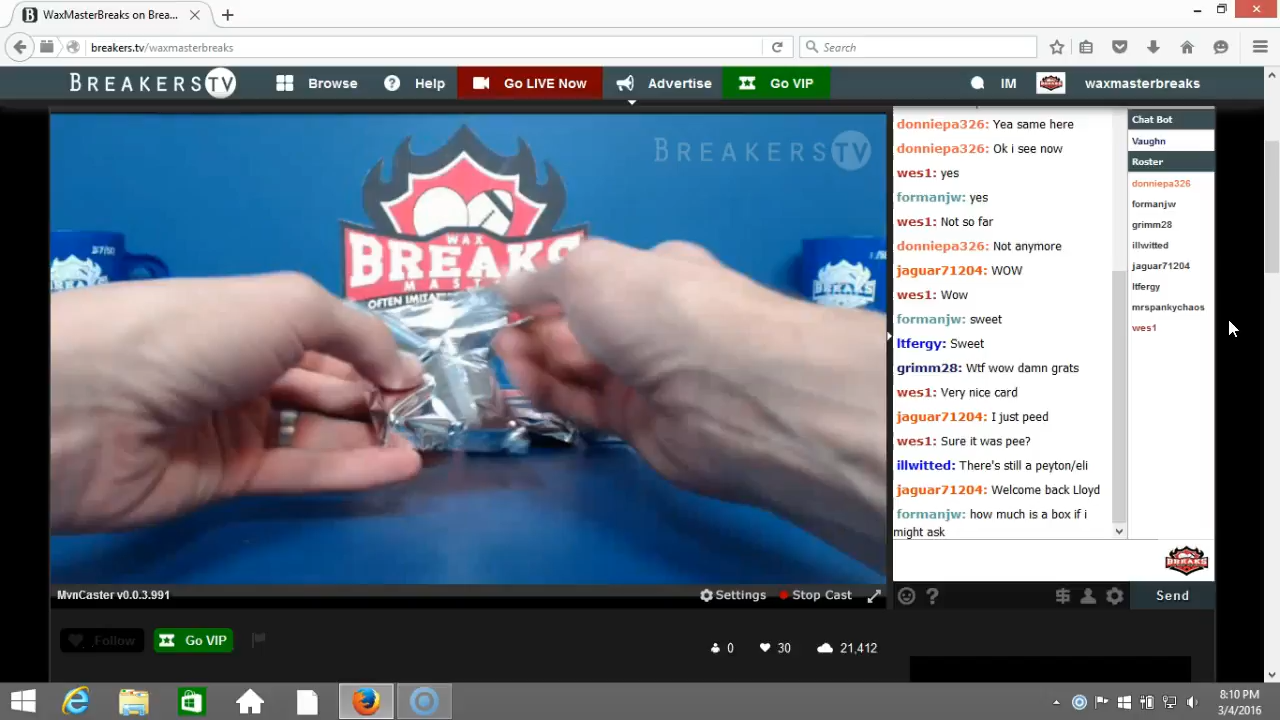 WaxMasterBreaks on Brea...
breakers.tv/waxmasterbreaks
Search
BREAKERSTV
Browse
Help
Go LIVE Now
Advertise
Go VIP
IM
waxmasterbreaks
BREAKERSTV
WAX
BREAKS
BREAKS
donniepa326: Yea same here
donniepa326: Ok i see now
wes1: yes
formanjw: yes
wes1: Not so far
donniepa326: Not anymore
jaguar71204: WOW
wes1: Wow
formanjw: sweet
ltfergy: Sweet
grimm28: Wtf wow damn grats
wes1: Very nice card
jaguar71204: I just peed
wes1: Sure it was pee?
illwitted: There's still a peyton/eli
jaguar71204: Welcome back Lloyd
formanjw: how much is a box if i
might ask
Chat Bot
Vaughn
Roster
donniepa326
formanjw
grimm28
illwitted
jaguar71204
ltfergy
mrspankychaos
wes1
BREAKS
Send
MvnCaster v0.0.3.991
Settings
Stop Cast
Follow
Go VIP
0
30
21,412
8:10 PM
3/4/2016